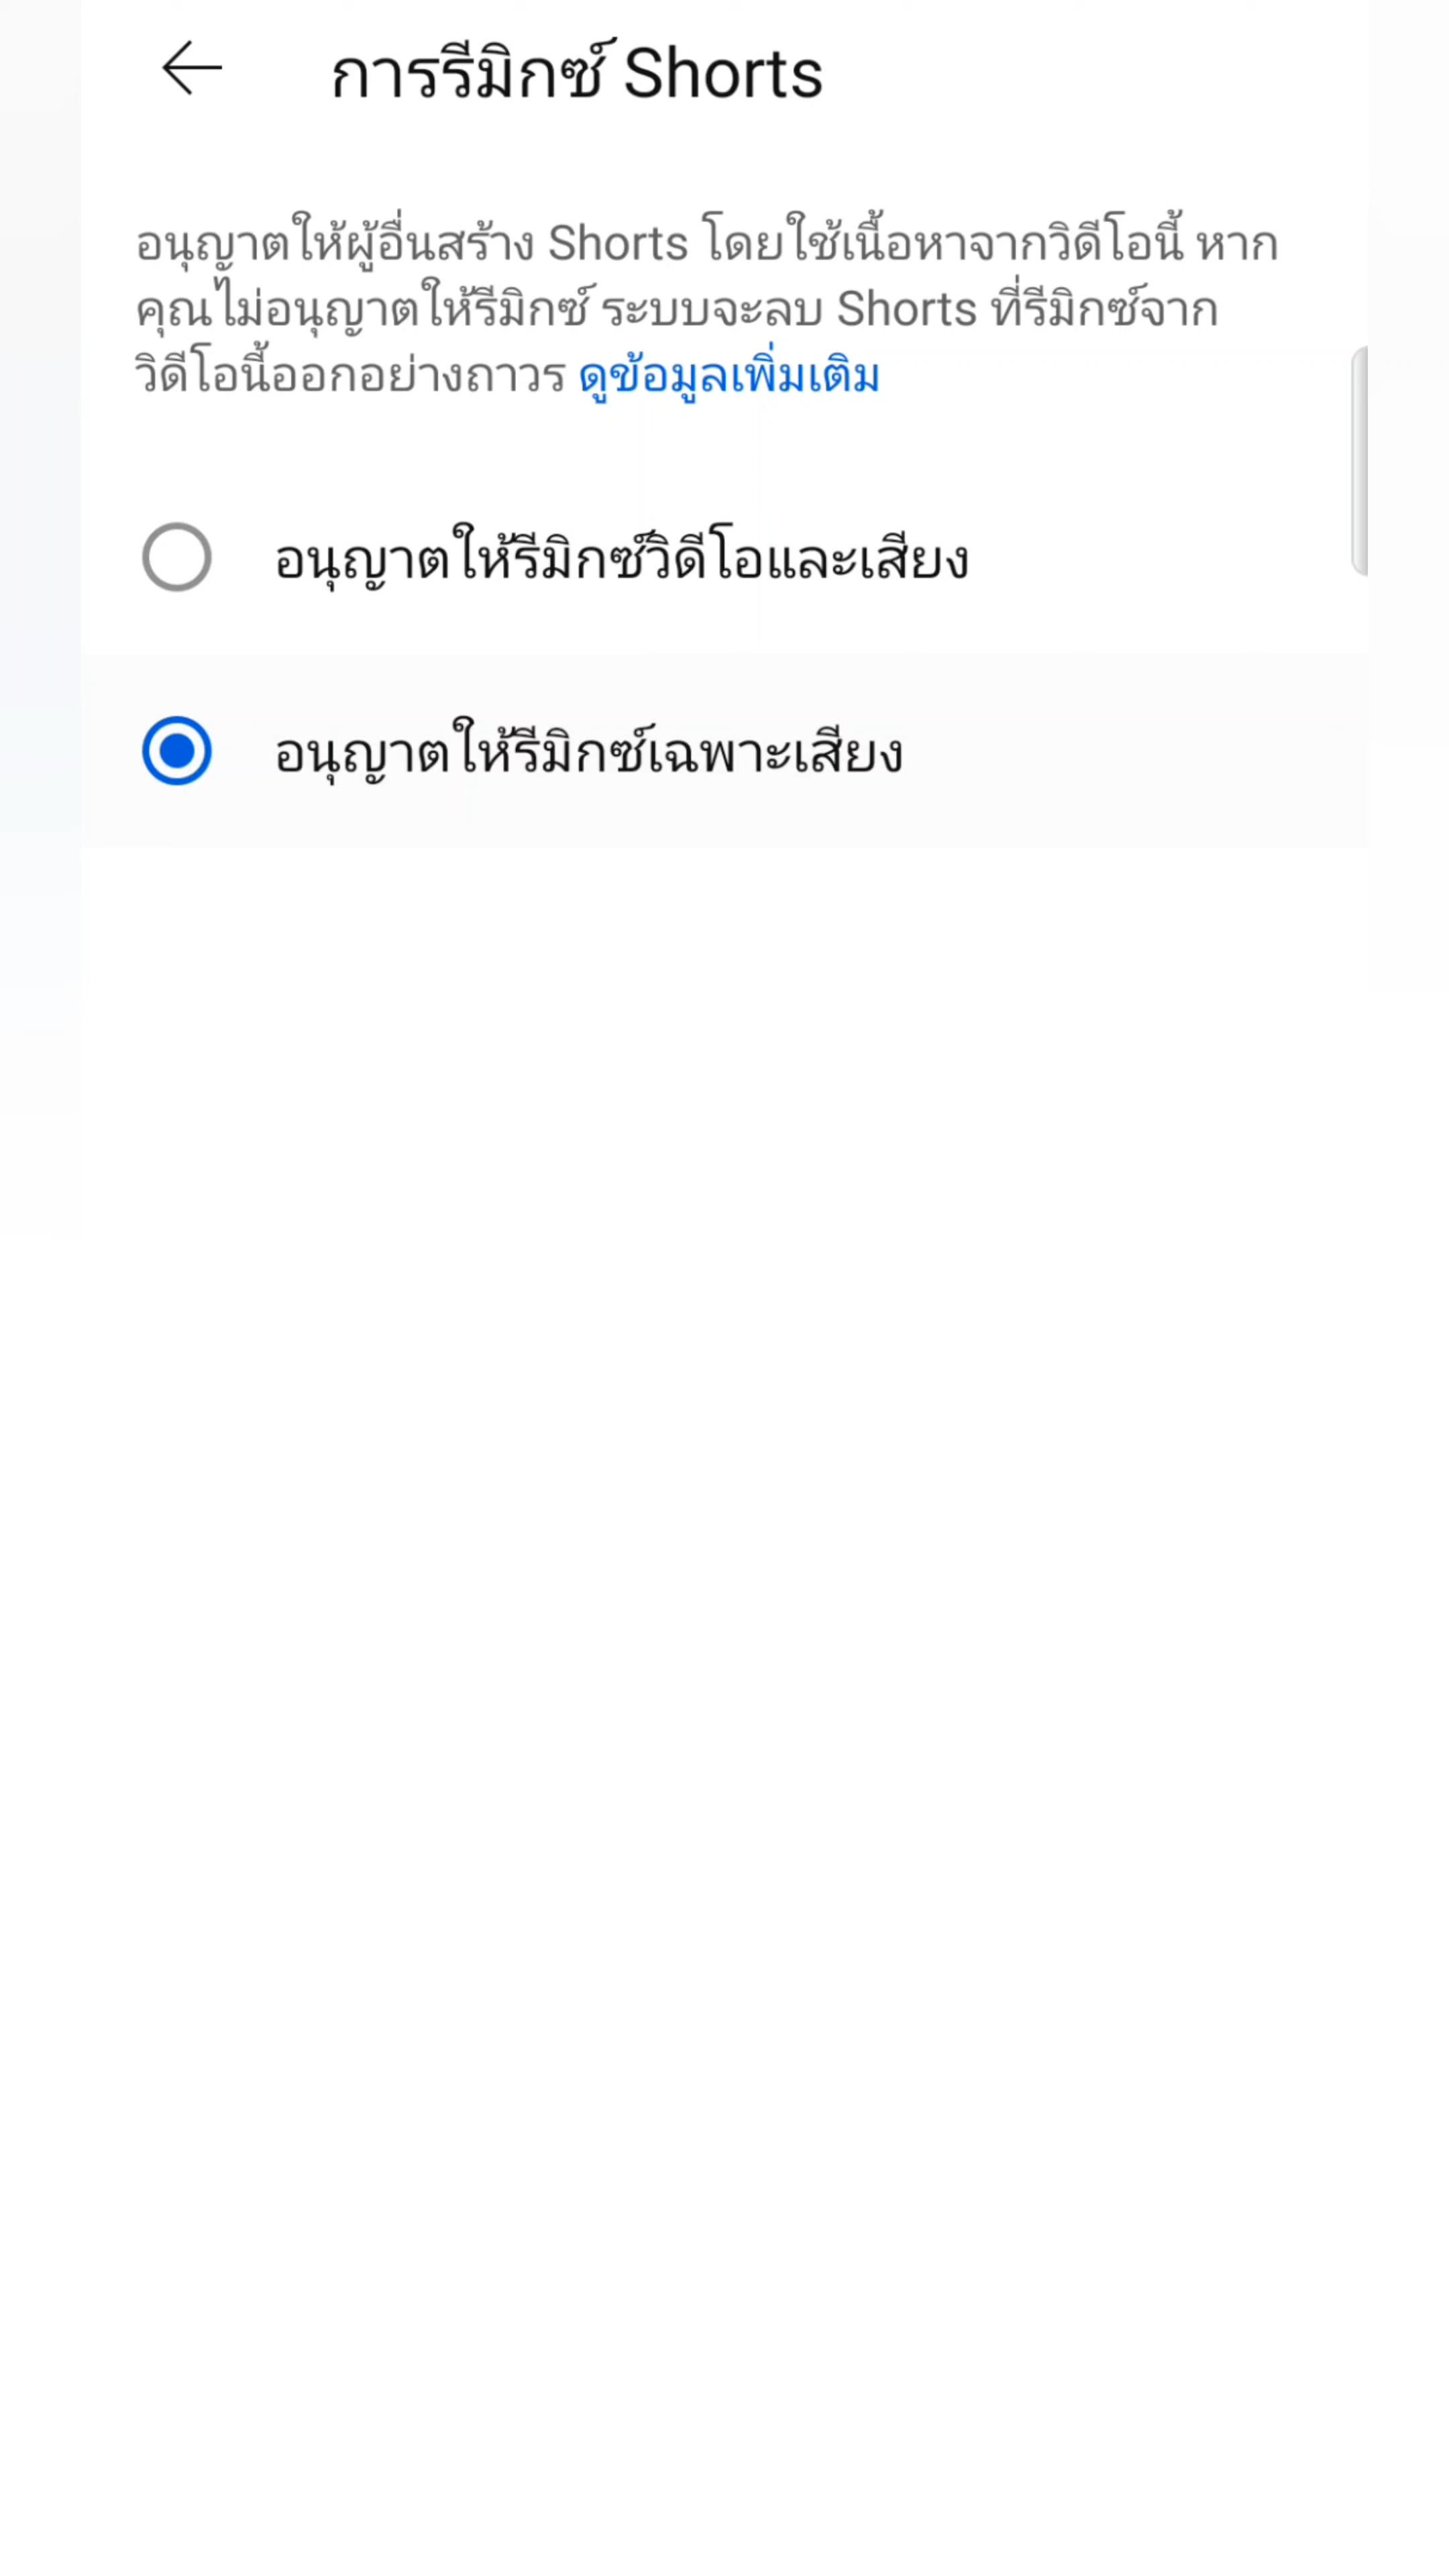 การรีมิกซ์ Shorts
อนุญาตให้ผู้อื่นสร้าง Shorts โดยใช้เนื้อหาจากวิดีโอนี้ หาก
คุณไม่อนุญาตให้รีมิกซ์ ระบบจะลบ Shorts ที่รีมิกซ์จาก
วิดีโอนี้ออกอย่างถาวร ดูข้อมูลเพิ่มเติม
อนุญาตให้รีมิกซ์วิดีโอและเสียง
อนุญาตให้รีมิกซ์เฉพาะเสียง